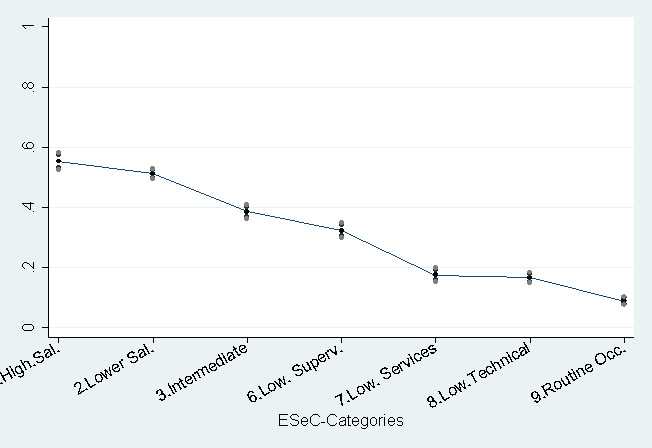 1
.8
.6
.4
.2
0
.High.Sal.
2.Lower Sal.
3.Intermediate
6.Low. Superv.
7.Low. Services
8.Low.Technical
9.Routine Occ.
ESeC-Categories